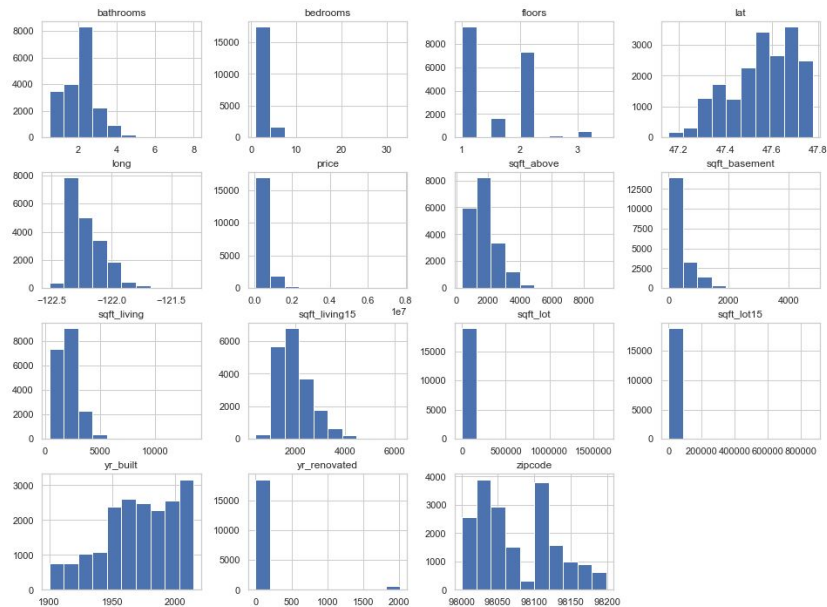 bathrooms
8000
6000
4000
2000
0
2 4 6 8
bedrooms
15000
10000
5000
0
0 10 20 30
floors
8000
6000
4000
2000
0
1 2 3
lat
3000
2000
1000
0
47.2 47.4 47.6 47.8
long
8000
6000
4000
2000
0
−122.5 −122.0 −121.5
price
15000
10000
5000
0
0.0 0.2 0.4 0.6 0.8
1e7
sqft_above
8000
6000
4000
2000
0
0 2000 4000 6000 8000
sqft_basement
12500
10000
7500
5000
2500
0
0 2000 4000
sqft_living
8000
6000
4000
2000
0
0 5000 10000
sqft_living15
6000
4000
2000
0
2000 4000 6000
sqft_lot
15000
10000
5000
0
0 500000 1000000 1500000
sqft_lot15
15000
10000
5000
0
0 200000 400000 600000 800000
yr_built
3000
2000
1000
0
1900 1950 2000
yr_renovated
15000
10000
5000
0
0 500 1000 1500 2000
zipcode
4000
3000
2000
1000
0
98000 98050 98100 98150 98200